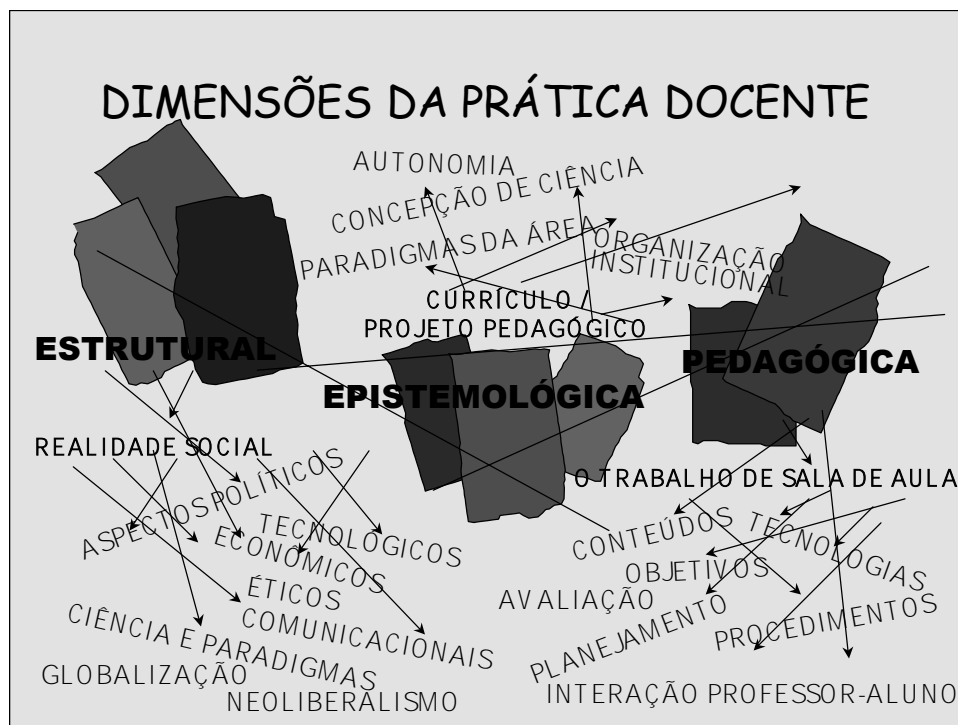 DIMENSÕES DA PRÁTICA DOCENTE
AUTONOMIA
CONCEPÇÃO DE CIÊNCIA
PARADIGMAS DA ÁREA
ORGANIZAÇÃO
INSTITUCIONAL
CURRÍCULO /
PROJETO PEDAGÓGICO
ESTRUTURAL
EPISTEMOLÓGICA
PEDAGÓGICA
REALIDADE SOCIAL
ASPECTOS POLÍTICOS
TECNOLÓGICOS
ECONÔMICOS
ÉTICOS
COMUNICACIONAIS
CIÊNCIA E PARADIGMAS
GLOBALIZAÇÃO
NEOLIBERALISMO
O TRABALHO DE SALA DE AULA
CONTEÚDOS
TECNOLOGIAS
OBJETIVOS
AVALIAÇÃO
PLANEJAMENTO
PROCEDIMENTOS
INTERAÇÃO PROFESSOR-ALUNO